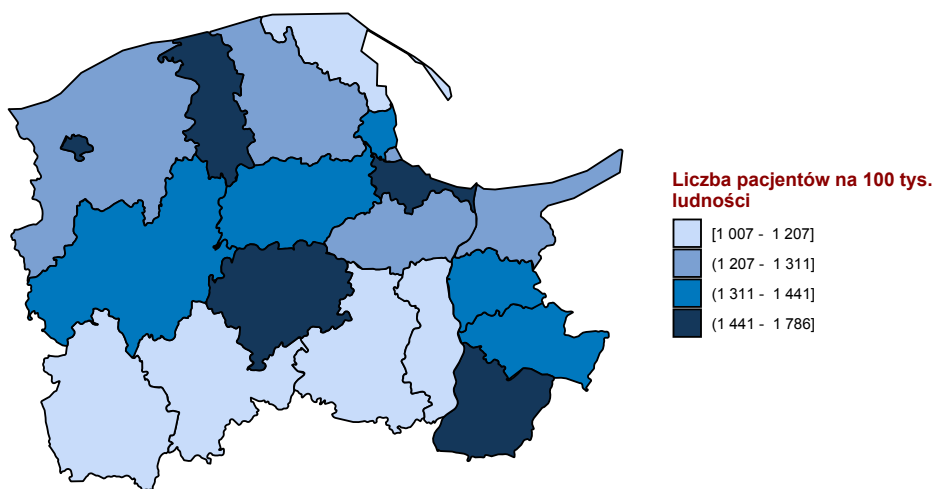 Liczba pacjentów na 100 tys.
ludności
[1 007 - 1 207]
(1 207 - 1 311]
(1 311 - 1 441]
(1 441 - 1 786]